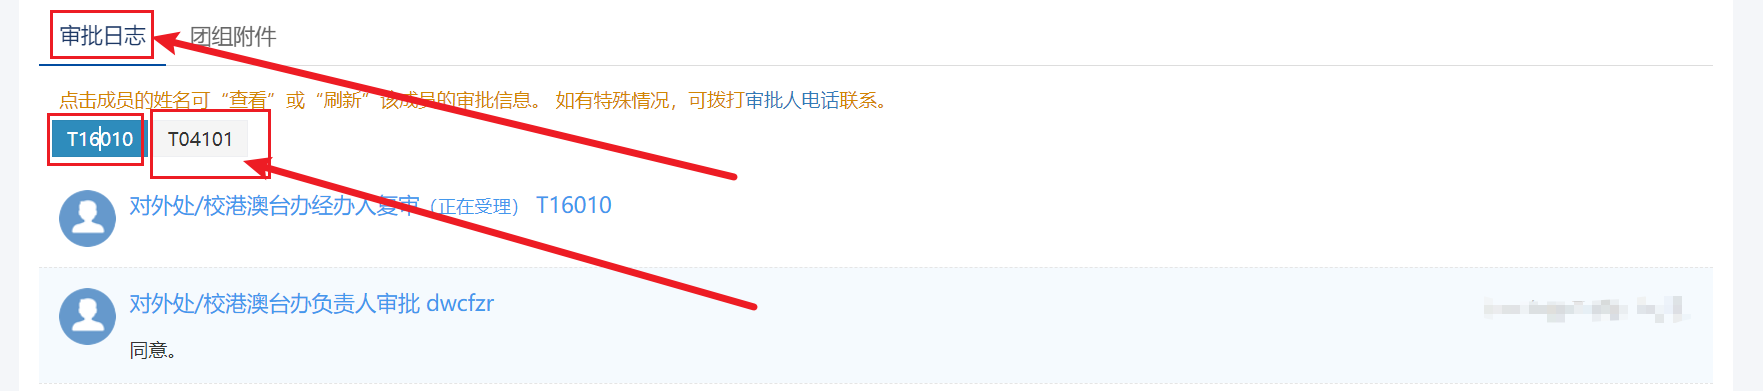 审批日志 团组附件
点击成员的姓名可“查看”或“刷新”该成员的审批信息。 如有特殊情况，可拨打审批人电话联系。
T16010 T04101
对外处/校港澳台办经办人复审（正在受理） T16010
对外处/校港澳台办负责人审批 dwcfzr
同意。